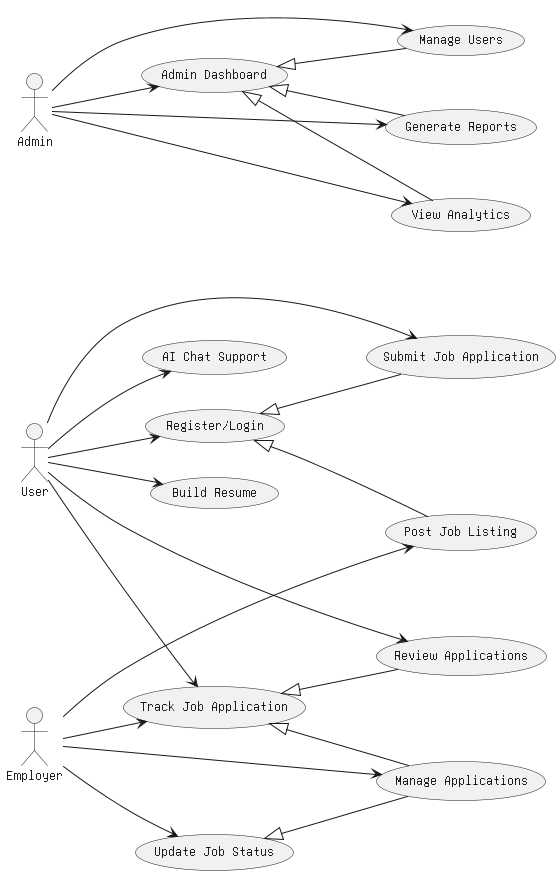 Manage Users
Admin Dashboard
Generate Reports
Admin
View Analytics
AI Chat Support
Submit Job Application
Register/Login
User
Build Resume
Post Job Listing
Review Applications
Track Job Application
Employer
Manage Applications
Update Job Status